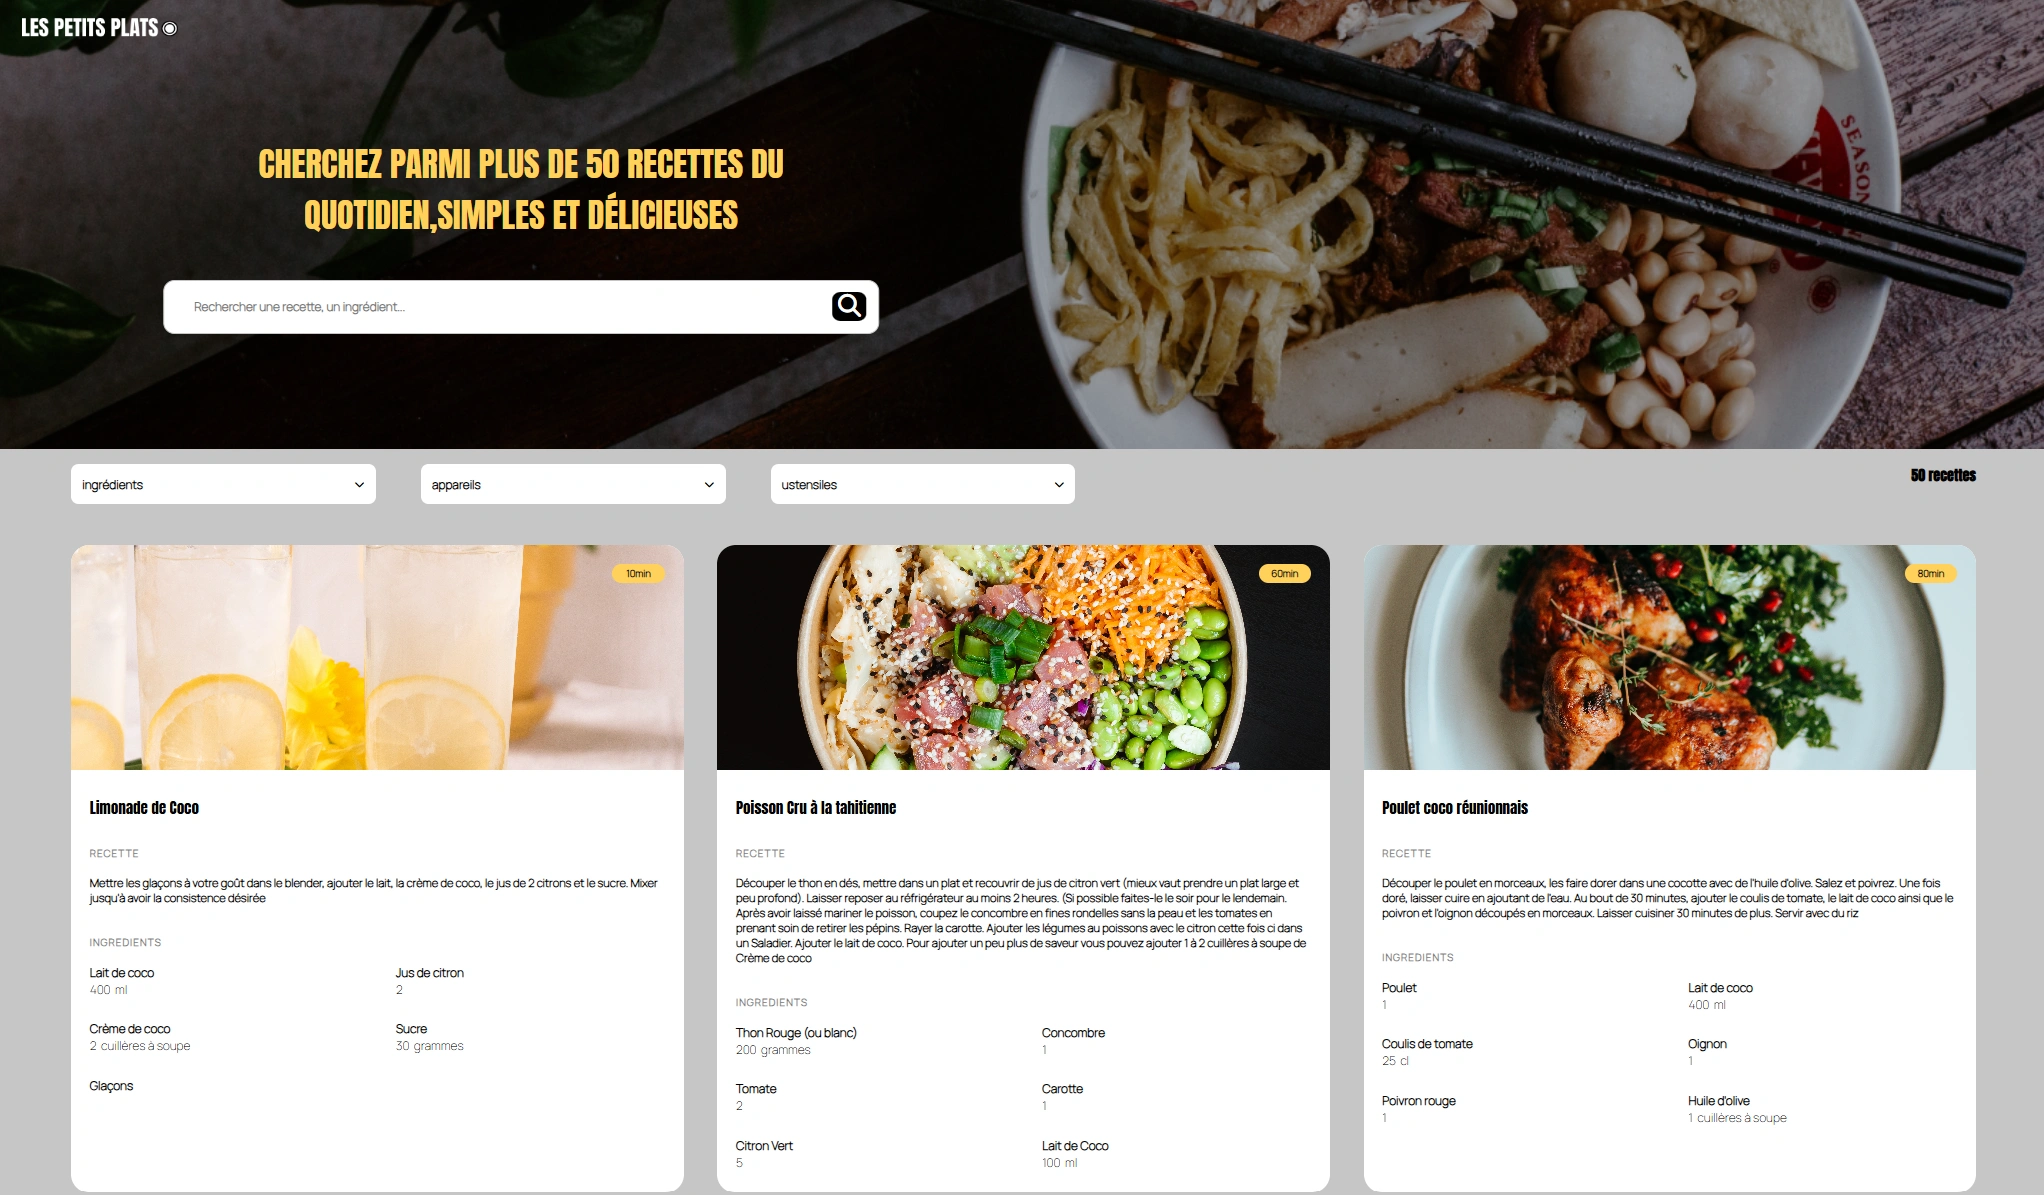 LES PETITS PLATS
CHERCHEZ PARMI PLUS DE 50 RECETTES DU
QUOTIDIEN,SIMPLES ET DÉLICIEUSES
Rechercher une recette, un ingrédient...
SEASON
ingrédients
appareils
ustensiles
50 recettes
10min
60min
80min
Limonade de Coco
RECETTE
Mettre les glaçons à votre goût dans le blender, ajouter le lait, la crème de coco, le jus de 2 citrons et le sucre. Mixer
jusqu'à avoir la consistence désirée
INGREDIENTS
Lait de coco
400 ml
Jus de citron
2
Crème de coco
2 cuillères à soupe
Sucre
30 grammes
Glaçons
Poisson Cru à la tahitienne
RECETTE
Découper le thon en dés, mettre dans un plat et recouvrir de jus de citron vert (mieux vaut prendre un plat large et
peu profond). Laisser reposer au réfrigérateur au moins 2 heures. (Si possible faites-le le soir pour le lendemain.
Après avoir laissé mariner le poisson, coupez le concombre en fines rondelles sans la peau et les tomates en
prenant soin de retirer les pépins. Rayer la carotte. Ajouter les légumes au poissons avec le citron cette fois ci dans
un Saladier. Ajouter le lait de coco. Pour ajouter un peu plus de saveur vous pouvez ajouter 1 à 2 cuillères à soupe de
Crème de coco
INGREDIENTS
Thon Rouge (ou blanc)
200 grammes
Concombre
1
Tomate
2
Carotte
1
Citron Vert
5
Lait de Coco
100 ml
Poulet coco réunionnais
RECETTE
Découper le poulet en morceaux, les faire dorer dans une cocotte avec de l'huile d'olive. Salez et poivrez. Une fois
doré, laisser cuire en ajoutant de l'eau. Au bout de 30 minutes, ajouter le coulis de tomate, le lait de coco ainsi que le
poivron et l'oignon découpés en morceaux. Laisser cuisiner 30 minutes de plus. Servir avec du riz
INGREDIENTS
Poulet
1
Lait de coco
400 ml
Coulis de tomate
25 cl
Oignon
1
Poivron rouge
1
Huile d'olive
1 cuillères à soupe